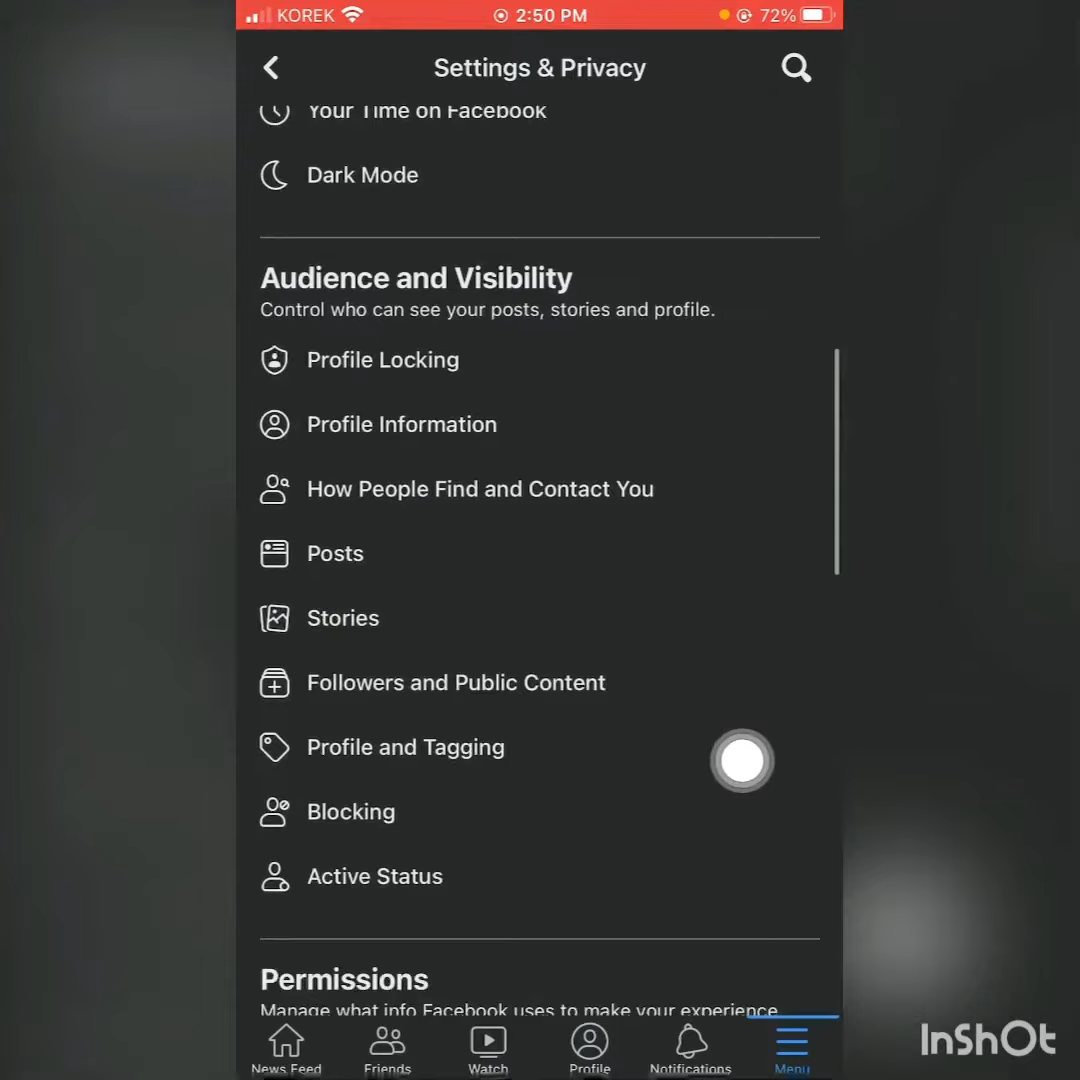 KOREK 2:50 PM 72%
Settings & Privacy
Your Time on Facebook
Dark Mode
Audience and Visibility
Control who can see your posts, stories and profile.
Profile Locking
Profile Information
How People Find and Contact You
Posts
Stories
Followers and Public Content
Profile and Tagging
Blocking
Active Status
Permissions
Manage what info Facebook uses to make your experience
News Feed Friends Watch Profile Notifications Menu
InShOt